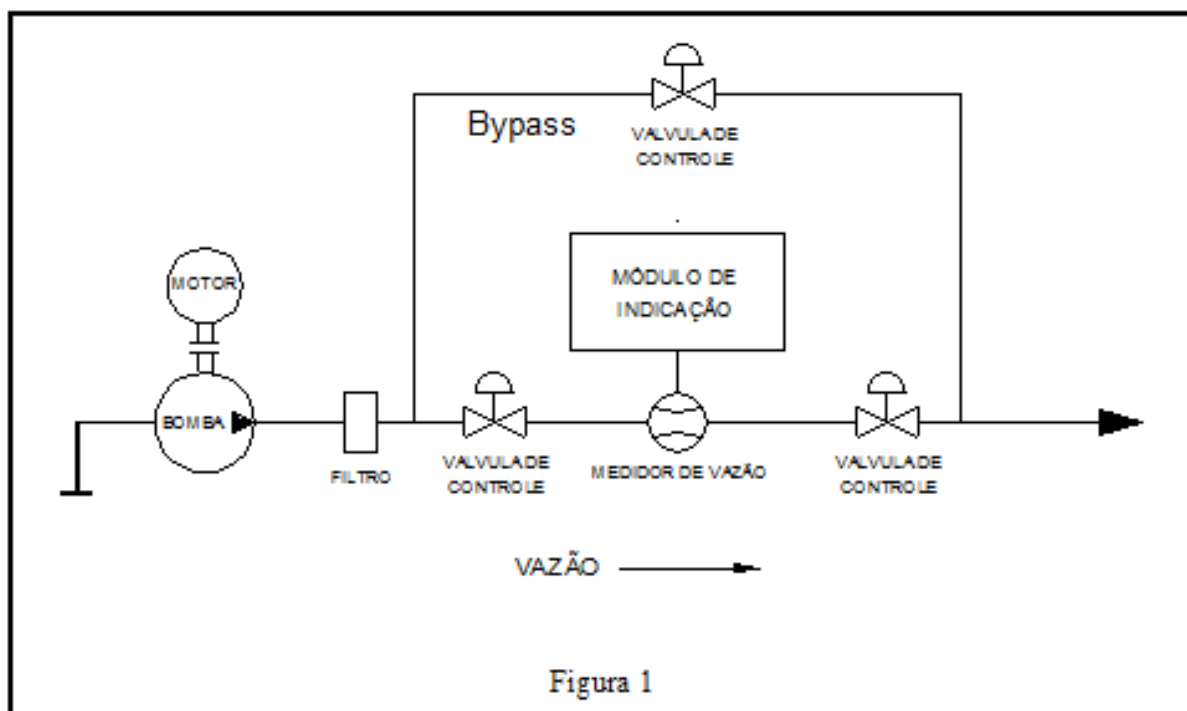 Bypass
VALVULA DE
CONTROLE
MÓDULO DE
INDICAÇÃO
MOTOR
BOMBA
FILTRO
VALVULA DE
CONTROLE
MEDIDOR DE VAZÃO
VALVULA DE
CONTROLE
VAZÃO
Figura 1